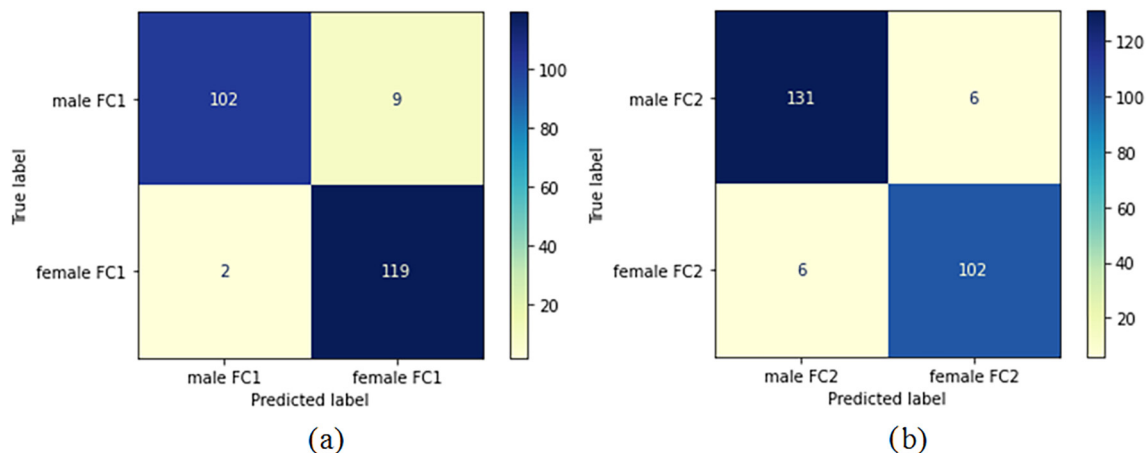 male FC1
102
9
female FC1
2
119
male FC1
female FC1
True label
Predicted label
100
80
60
40
20
(a)
male FC2
131
6
female FC2
6
102
male FC2
female FC2
True label
Predicted label
120
100
80
60
40
20
(b)